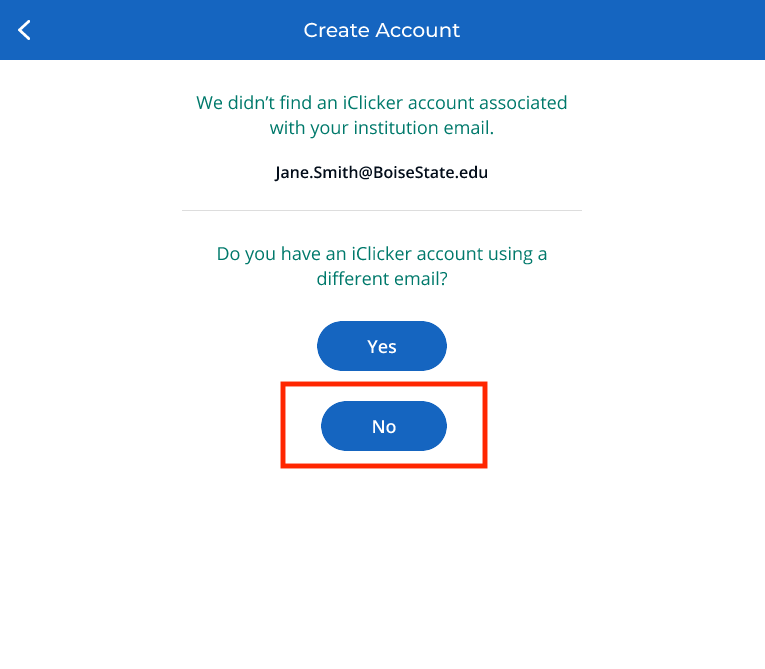 Create Account
We didn’t find an iClicker account associated
with your institution email.
Jane.Smith@BoiseState.edu
Do you have an iClicker account using a
different email?
Yes
No